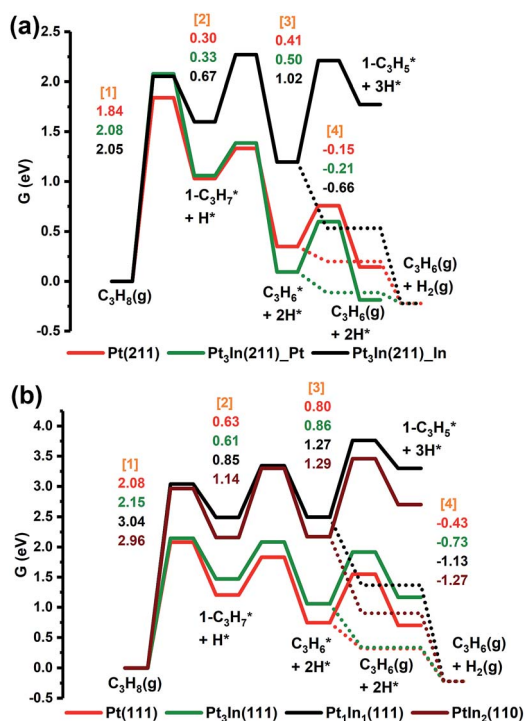 (a)
G (eV)
2.5
2.0
1.5
1.0
0.5
0.0
-0.5
[1]
1.84
2.08
2.05
[2]
0.30
0.33
0.67
[3]
0.41
0.50
1.02
[4]
-0.15
-0.21
-0.66
1-C₃H₅*
+ 3H*
1-C₃H₇*
+ H*
C₃H₈(g)
C₃H₆*
+ 2H*
C₃H₆(g)
+ 2H*
C₃H₆(g)
+ H₂(g)
Pt(211) Pt₃In(211)_Pt Pt₃In(211)_In
(b)
G (eV)
4.0
3.5
3.0
2.5
2.0
1.5
1.0
0.5
0.0
-0.5
[1]
2.08
2.15
3.04
2.96
[2]
0.63
0.61
0.85
1.14
[3]
0.80
0.86
1.27
1.29
[4]
-0.43
-0.73
-1.13
-1.27
1-C₃H₅*
+ 3H*
1-C₃H₇*
+ H*
C₃H₈(g)
C₃H₆*
+ 2H*
C₃H₆(g)
+ 2H*
C₃H₆(g)
+ H₂(g)
Pt(111) Pt₃In(111) Pt₁In₁(111) PtIn₂(110)